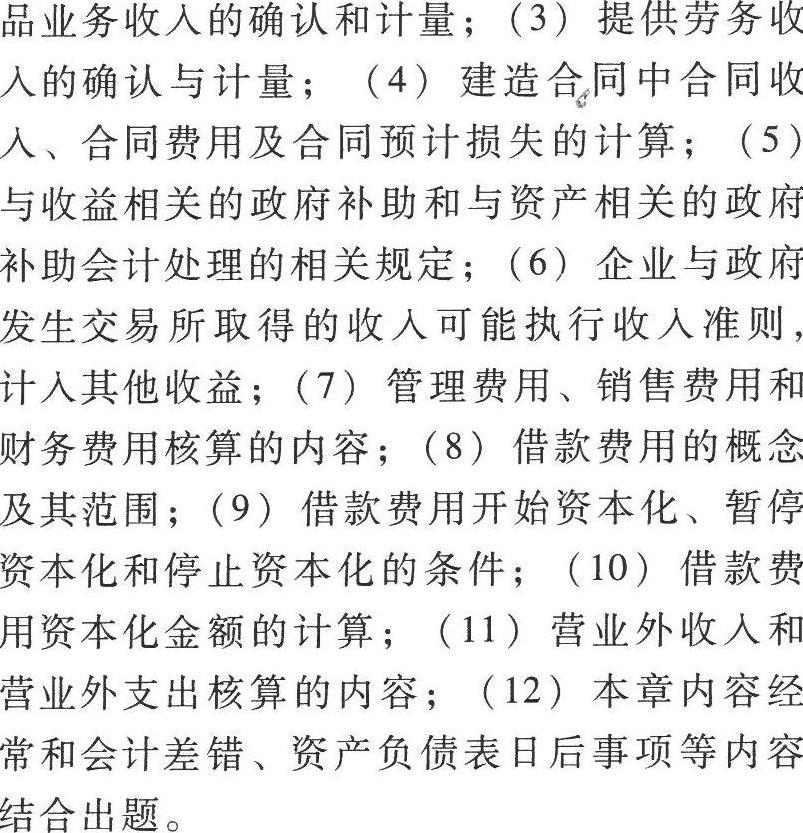 品业务收入的确认和计量；（3）提供劳务收
入的确认与计量；（4）建造合同中合同收
入、合同费用及合同预计损失的计算；（5）
与收益相关的政府补助和与资产相关的政府
补助会计处理的相关规定；（6）企业与政府
发生交易所取得的收入可能执行收入准则，
计入其他收益；（7）管理费用、销售费用和
财务费用核算的内容；（8）借款费用的概念
及其范围；（9）借款费用开始资本化、暂停
资本化和停止资本化的条件；（10）借款费
用资本化金额的计算；（11）营业外收入和
营业外支出核算的内容；（12）本章内容经
常和会计差错、资产负债表日后事项等内容
结合出题。